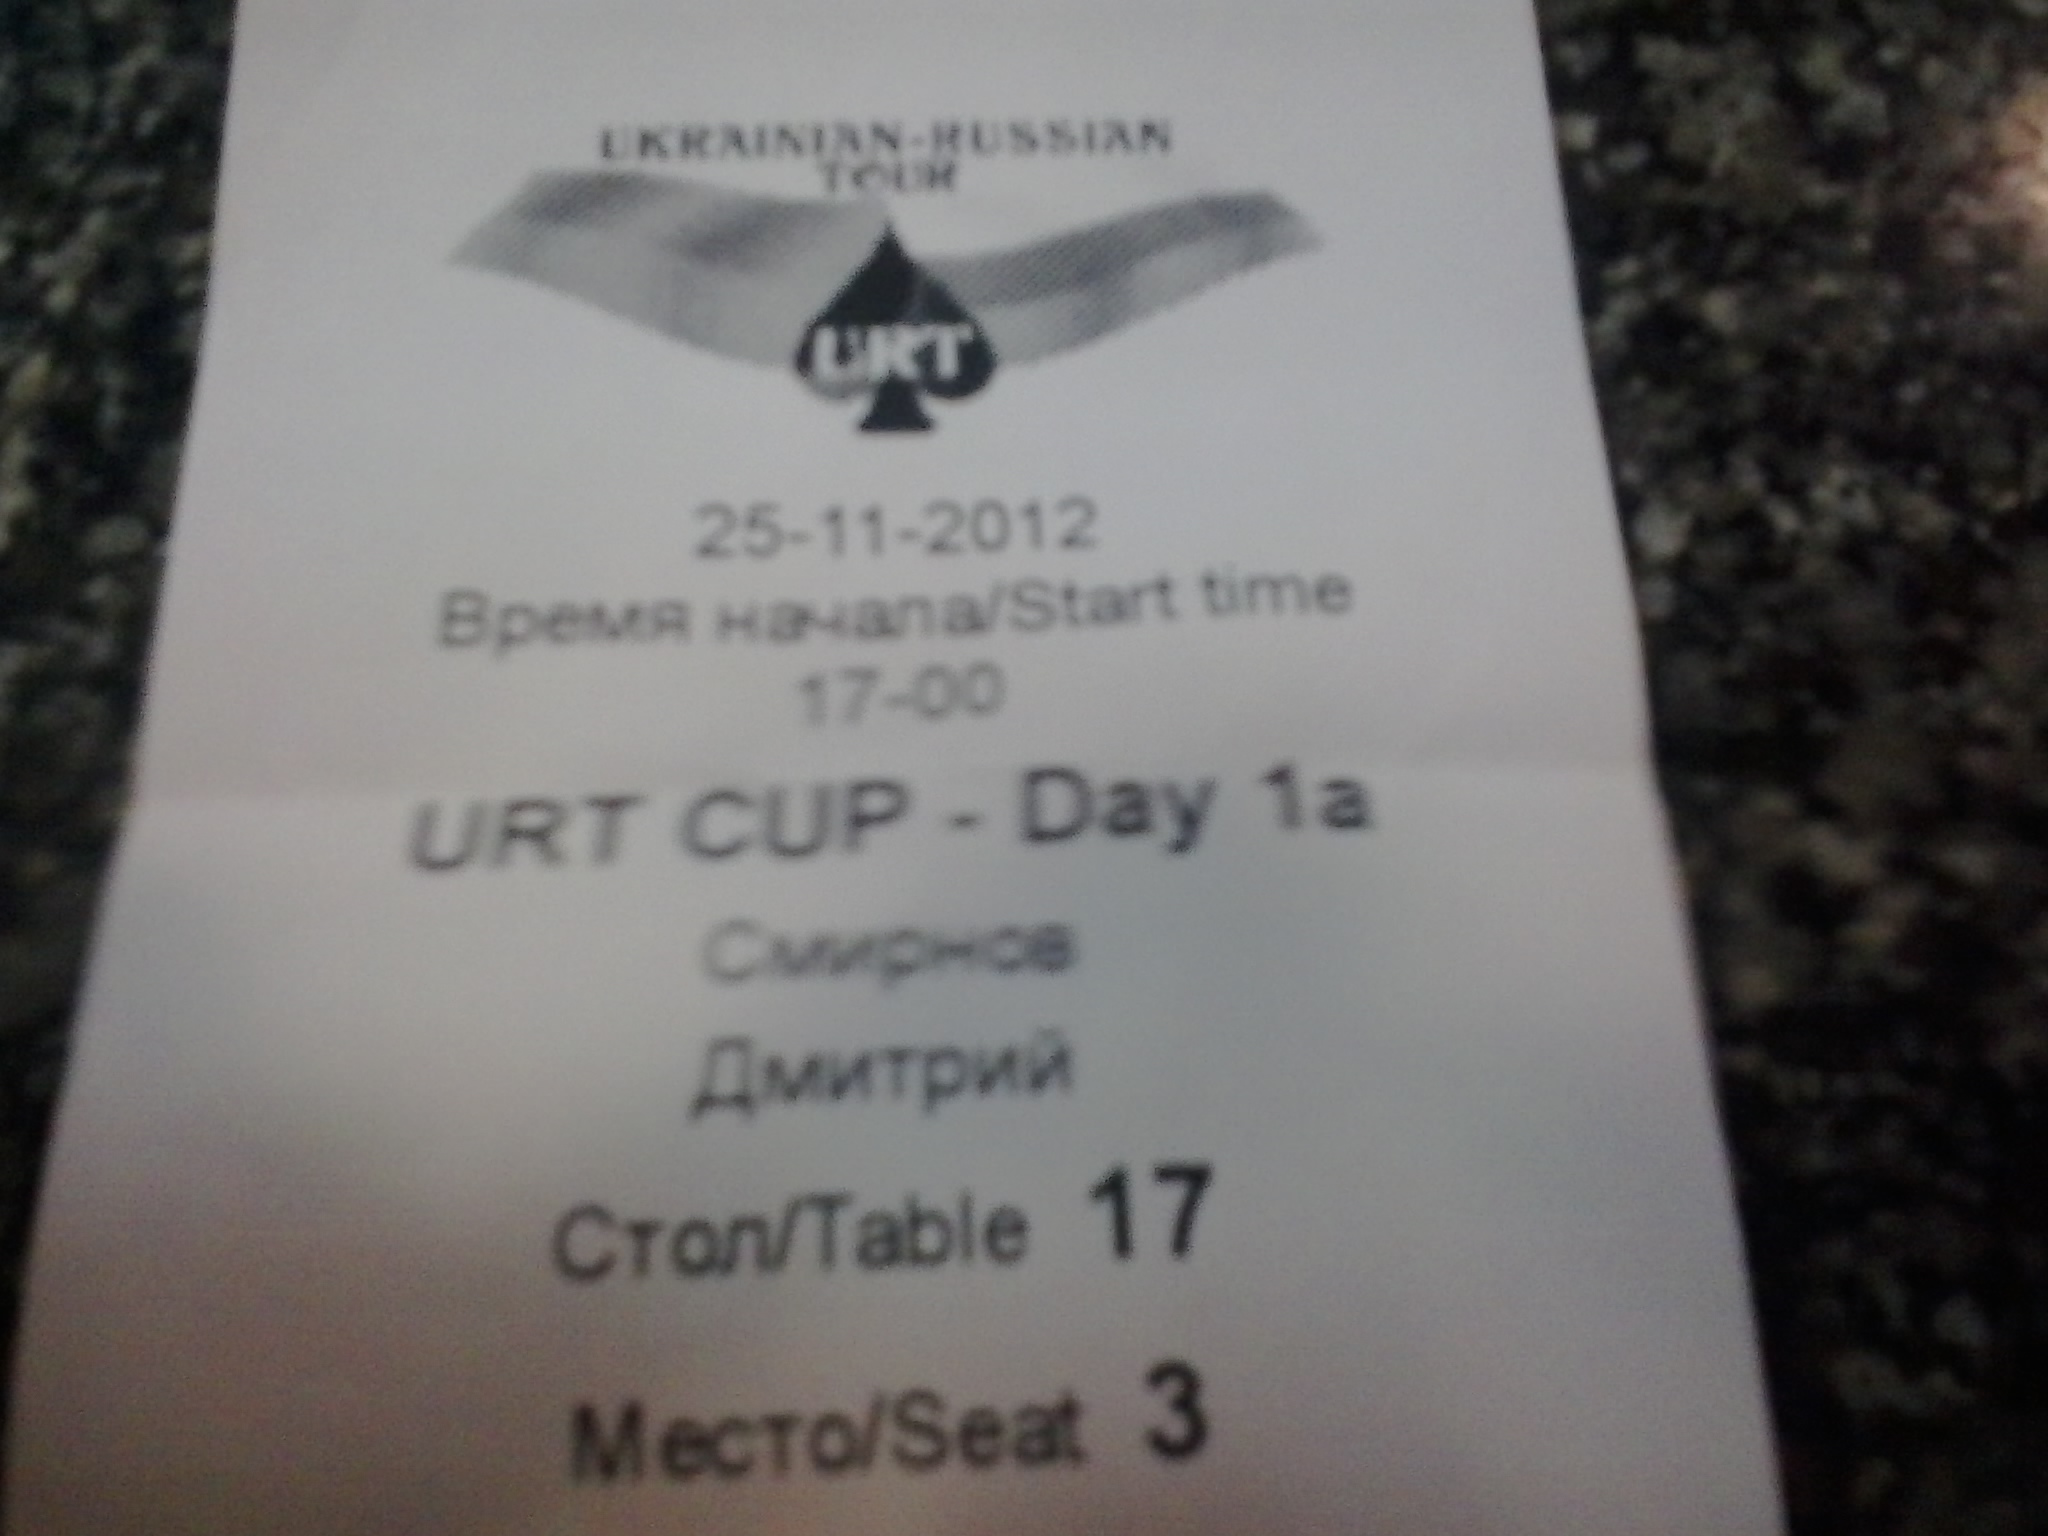 UKRAINIAN-RUSSIAN
TOUR
URT
25-11-2012
Время начала/Start time
17-00
URT CUP - Day 1a
Смирнов
Дмитрий
Стол/Table 17
Место/Seat 3